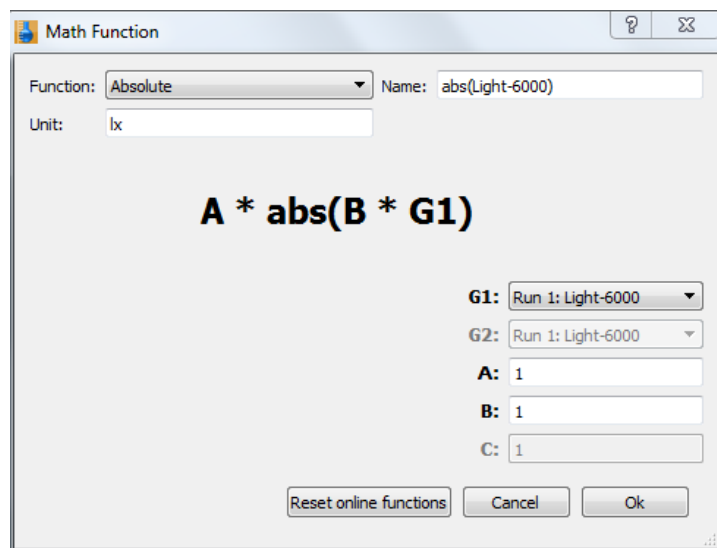 Math Function
Function: Absolute Name: abs(Light-6000)
Unit: lx
A * abs(B * G1)
G1: Run 1: Light-6000
G2: Run 1: Light-6000
A: 1
B: 1
C: 1
Reset online functions Cancel Ok